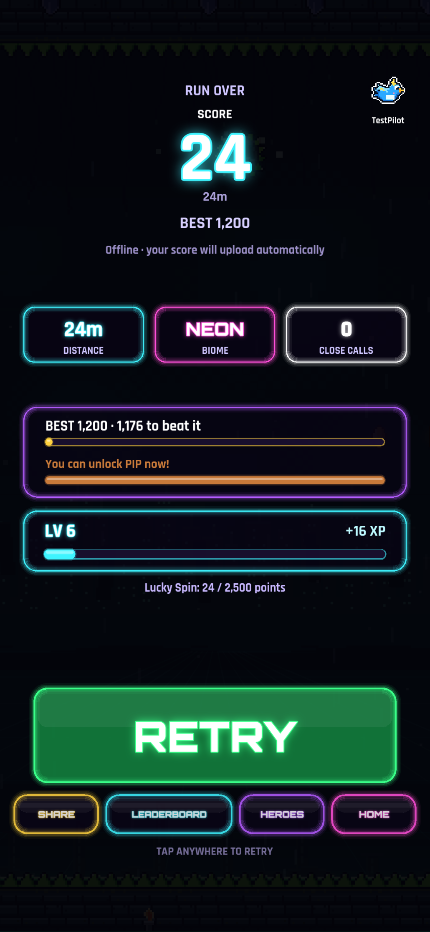 RUN OVER
SCORE
24
24m
BEST 1,200
Offline · your score will upload automatically
TestPilot
24m
DISTANCE
NEON
BIOME
0
CLOSE CALLS
BEST 1,200 · 1,176 to beat it
You can unlock PIP now!
LV 6
+16 XP
Lucky Spin: 24 / 2,500 points
RETRY
SHARE
LEADERBOARD
HEROES
HOME
TAP ANYWHERE TO RETRY